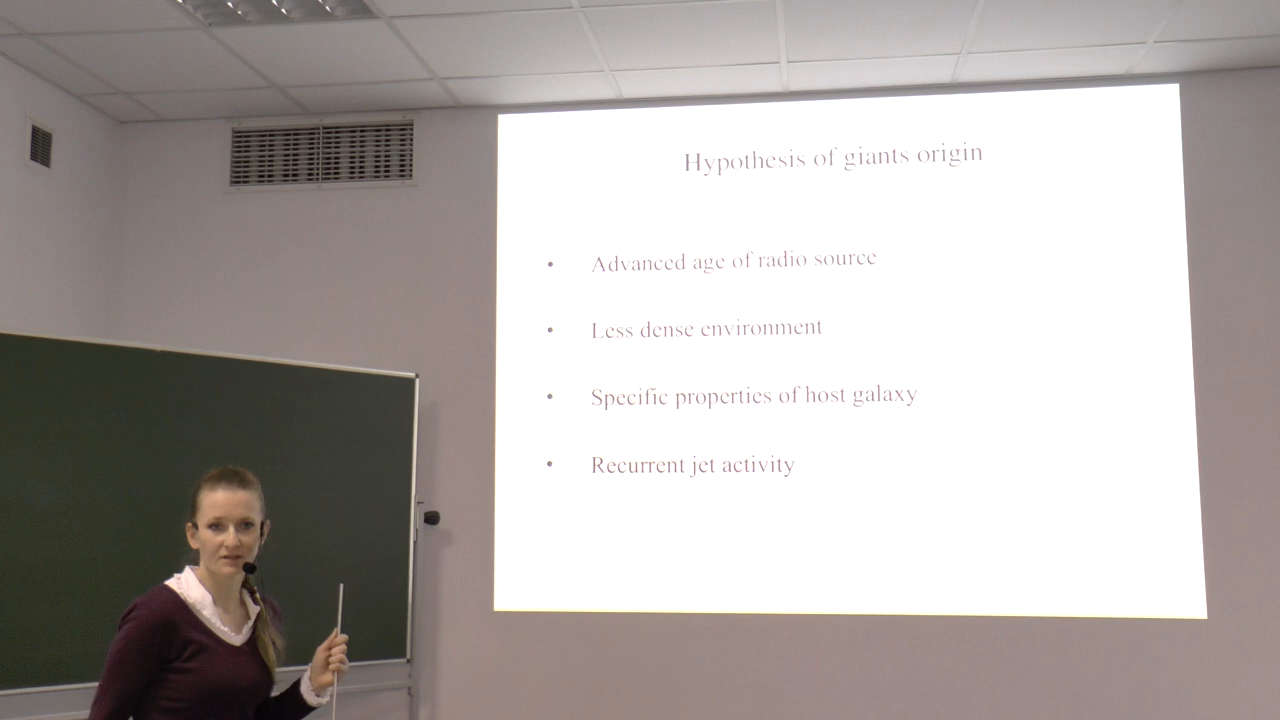 Hypothesis of giants origin
• Advanced age of radio source
• Less dense environment
• Specific properties of host galaxy
• Recurrent jet activity